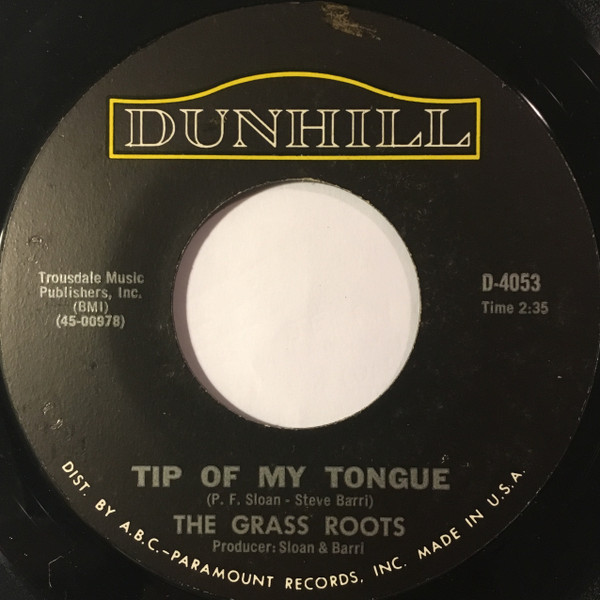 DUNHILL
Trousdale Music
Publishers, Inc.
(BMI)
(45-00978)
D-4053
Time 2:35
TIP OF MY TONGUE
(P. F. Sloan - Steve Barri)
THE GRASS ROOTS
Producer: Sloan & Barri
DIST. BY A.B.C.-PARAMOUNT RECORDS, INC. MADE IN U.S.A.